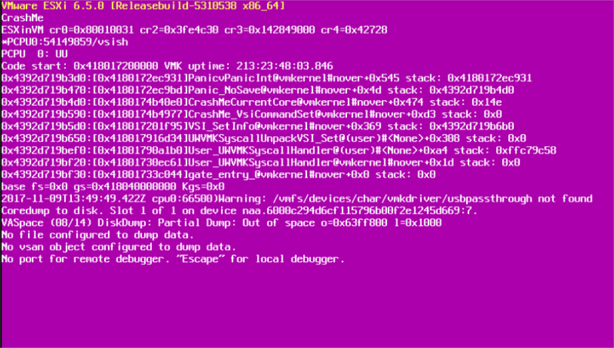 VMware ESXi 6.5.0 [Releasebuild-5310538 x86_64]
CrashMe
ESXinVM cr0=0x80010031 cr2=0x3fe4c30 cr3=0x142849000 cr4=0x42728
*PCPU0:54149859/vsish
PCPU 0: UU
Code start: 0x418017200000 VMK uptime: 213:23:48:03.846
0x4392d719b3d0:[0x4180172ec931]PanicvPanicInt@vmkernel#nover+0x545 stack: 0x4180172ec931
0x4392d719b470:[0x4180172ec9bd]Panic_NoSave@vmkernel#nover+0x4d stack: 0x4392d719b4d0
0x4392d719b4d0:[0x4180174b40e0]CrashMeCurrentCore@vmkernel#nover+0x474 stack: 0x14e
0x4392d719b590:[0x4180174b4977]CrashMe_VsiCommandSet@vmkernel#nover+0xd3 stack: 0x0
0x4392d719b5d0:[0x418017201f95]VSI_SetInfo@vmkernel#nover+0x369 stack: 0x4392d719b6b0
0x4392d719b650:[0x418017916d34]UWVMKSyscallUnpackVSI_Set@(user)#<None>+0x308 stack: 0x0
0x4392d719bef0:[0x41801790a1b0]User_UWVMKSyscallHandler@(user)#<None>+0xa4 stack: 0xffc79c58
0x4392d719bf20:[0x41801730ec61]User_UWVMKSyscallHandler@vmkernel#nover+0x1d stack: 0x0
0x4392d719bf30:[0x41801733c044]gate_entry_@vmkernel#nover+0x0 stack: 0x0
base fs=0x0 gs=0x418040000000 Kgs=0x0
2017-11-09T13:49:49.422Z cpu0:66500)Warning: /vmfs/devices/char/vmkdriver/usbpassthrough not found
Coredump to disk. Slot 1 of 1 on device naa.6000c294d6cf115796b00f2e1245d669:7.
VASpace (08/14) DiskDump: Partial Dump: Out of space o=0x63ff800 l=0x1000
No file configured to dump data.
No vsan object configured to dump data.
No port for remote debugger. "Escape" for local debugger.